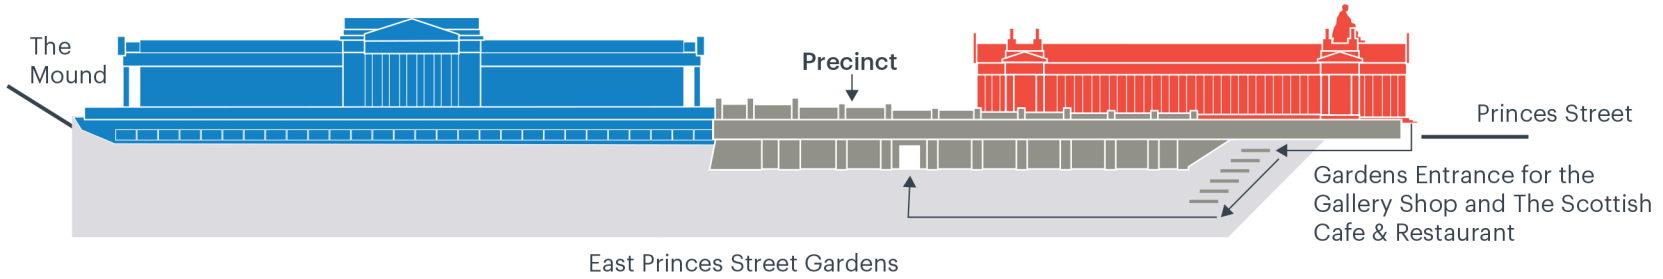 The
Mound
Precinct
Princes Street
Gardens Entrance for the
Gallery Shop and The Scottish
Cafe & Restaurant
East Princes Street Gardens